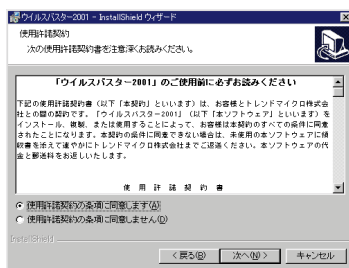 ウイルスバスター2001 - InstallShield ウィザード
使用許諾契約
次の使用許諾契約書を注意深くお読みください。
「ウイルスバスター2001」のご使用前に必ずお読みください
下記の使用許諾契約書（以下「本契約」といいます）は、お客様とトレンドマイクロ株式会
社との間の契約です。「ウイルスバスター2001」（以下「本ソフトウェア」といいます）を
インストール、複製、または使用することによって、お客様は本契約のすべての条件に同意
されたことになります。本契約の条件に同意できない場合は、未使用の本ソフトウェアに領
収書を添えて速やかにトレンドマイクロ株式会社までご返送ください。本ソフトウェアの代
金と郵送料をお返しいたします。
使 用 許 諾 契 約 書
使用許諾契約の条項に同意します(A)
使用許諾契約の条項に同意しません(D)
InstallShield
< 戻る(B)
次へ(N) >
キャンセル